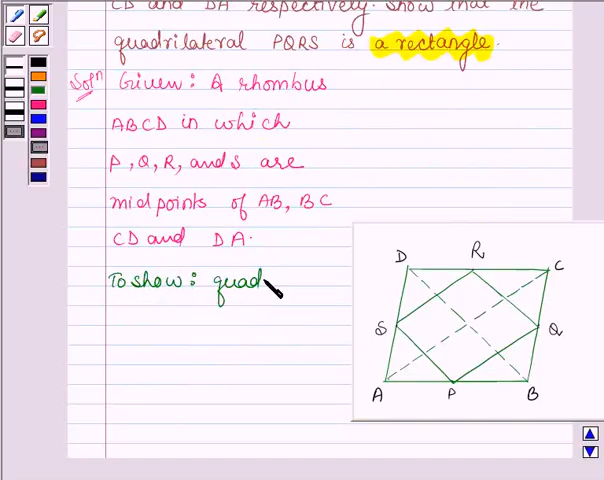 CD and DA respectively. Show that the
quadrilateral PQRS is a rectangle.
Soln Given: A rhombus
ABCD in which
P, Q, R, and S are
midpoints of AB, BC
CD and DA.
To show: quad
D R C
S Q
A P B